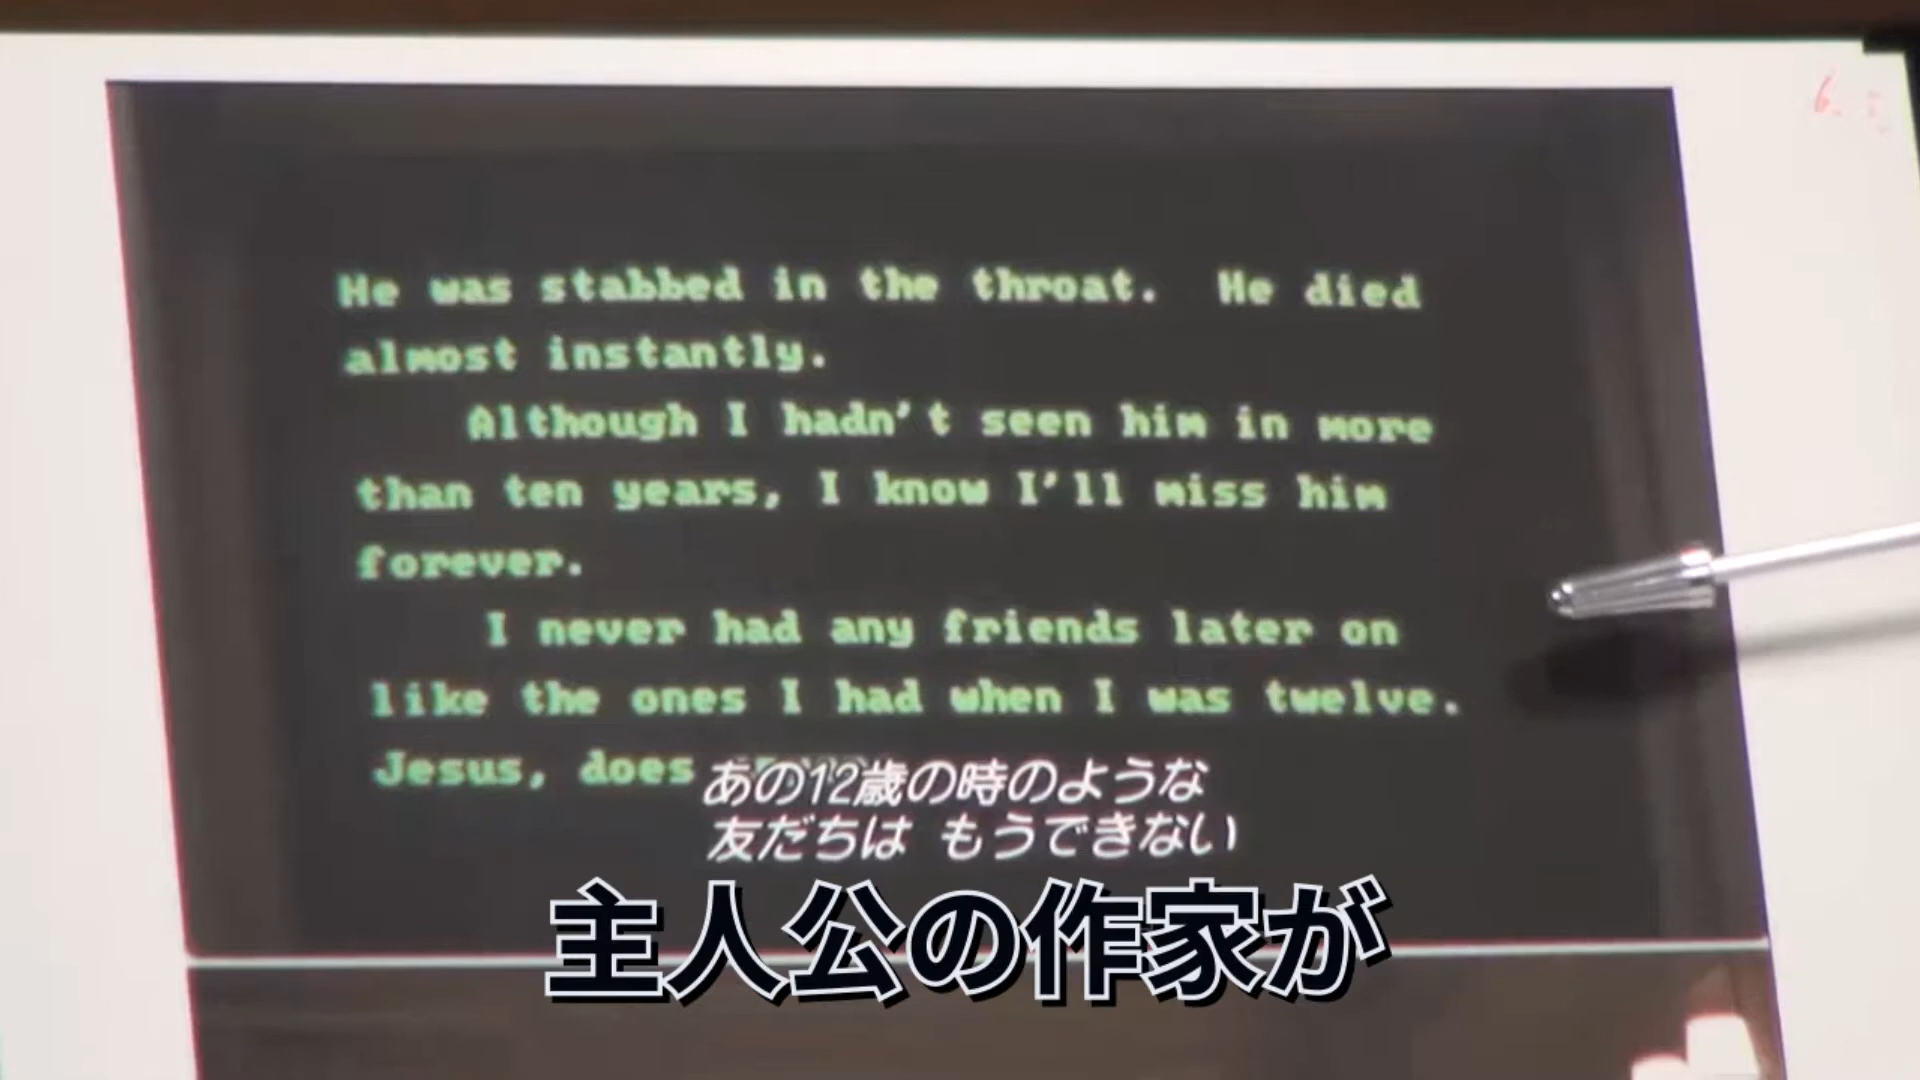 He was stabbed in the throat.  He died
almost instantly.
Although I hadn't seen him in more
than ten years, I know I'll miss him
forever.
I never had any friends later on
like the ones I had when I was twelve.
Jesus, does
あの12歳の時のような
友だちは もうできない
主人公の作家が